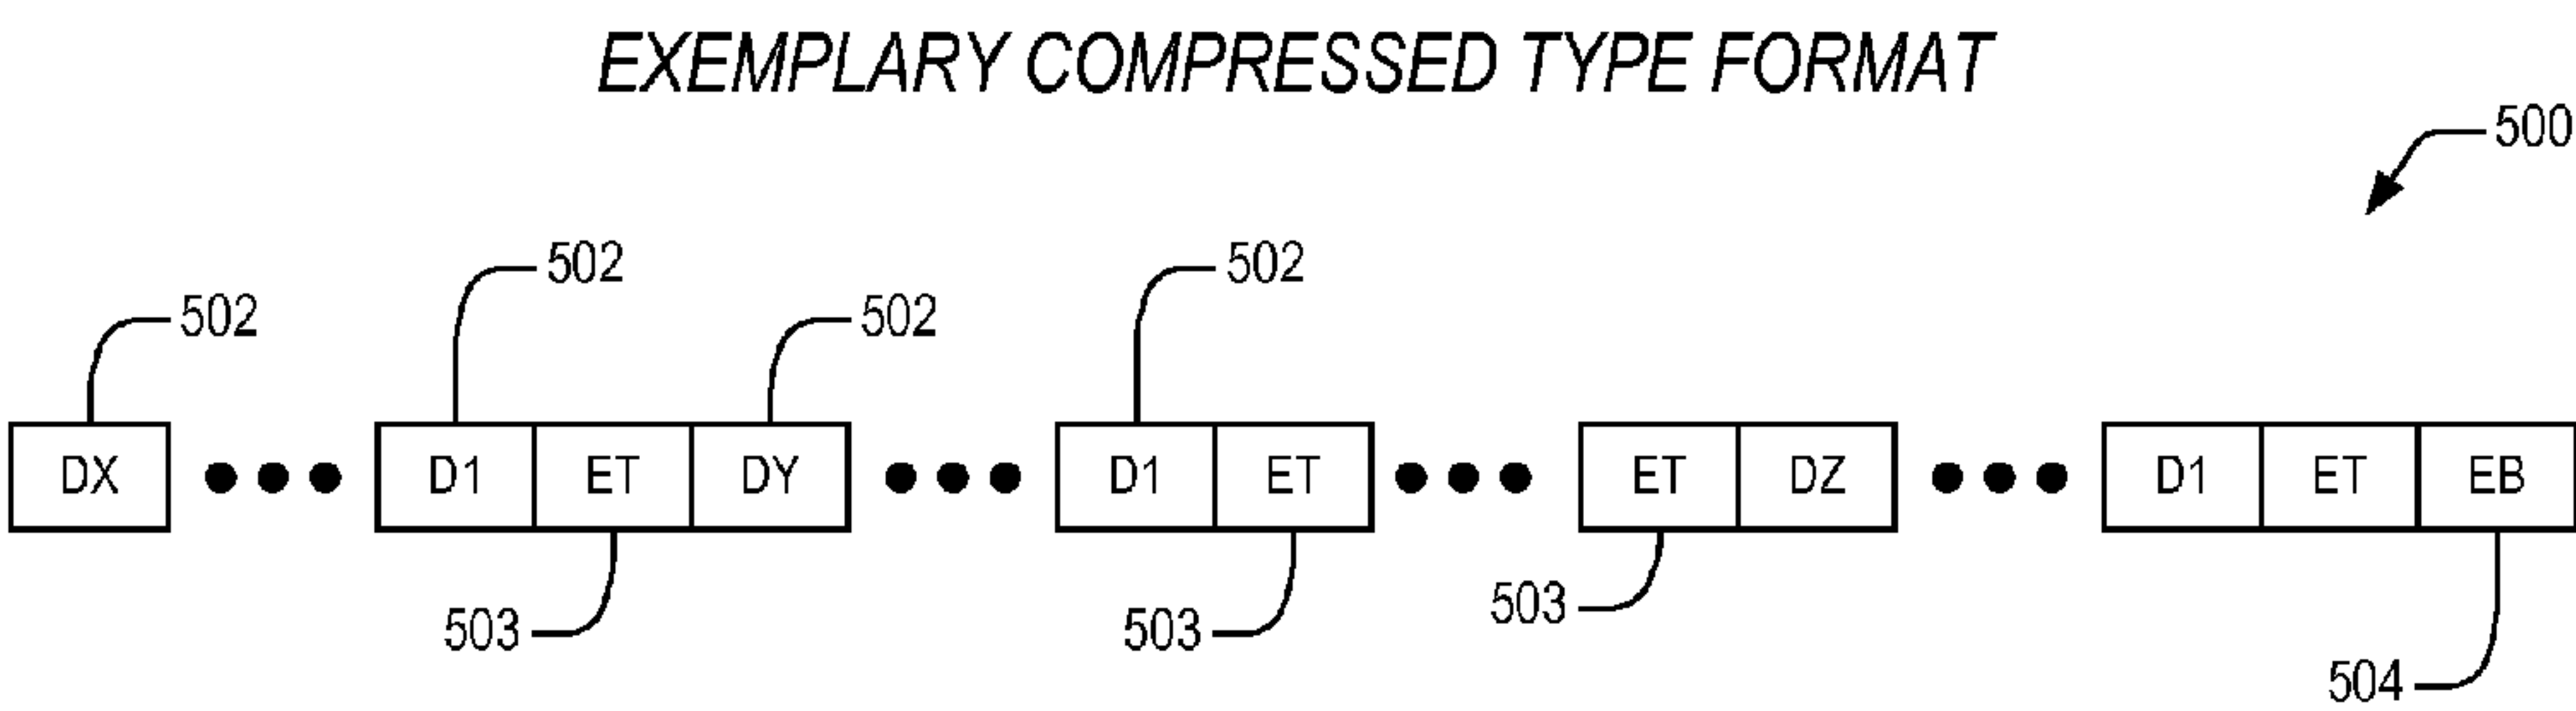 EXEMPLARY COMPRESSED TYPE FORMAT
500
502 502 502 502
DX ••• D1 ET DY ••• D1 ET ••• ET DZ ••• D1 ET EB
503 503 503
504